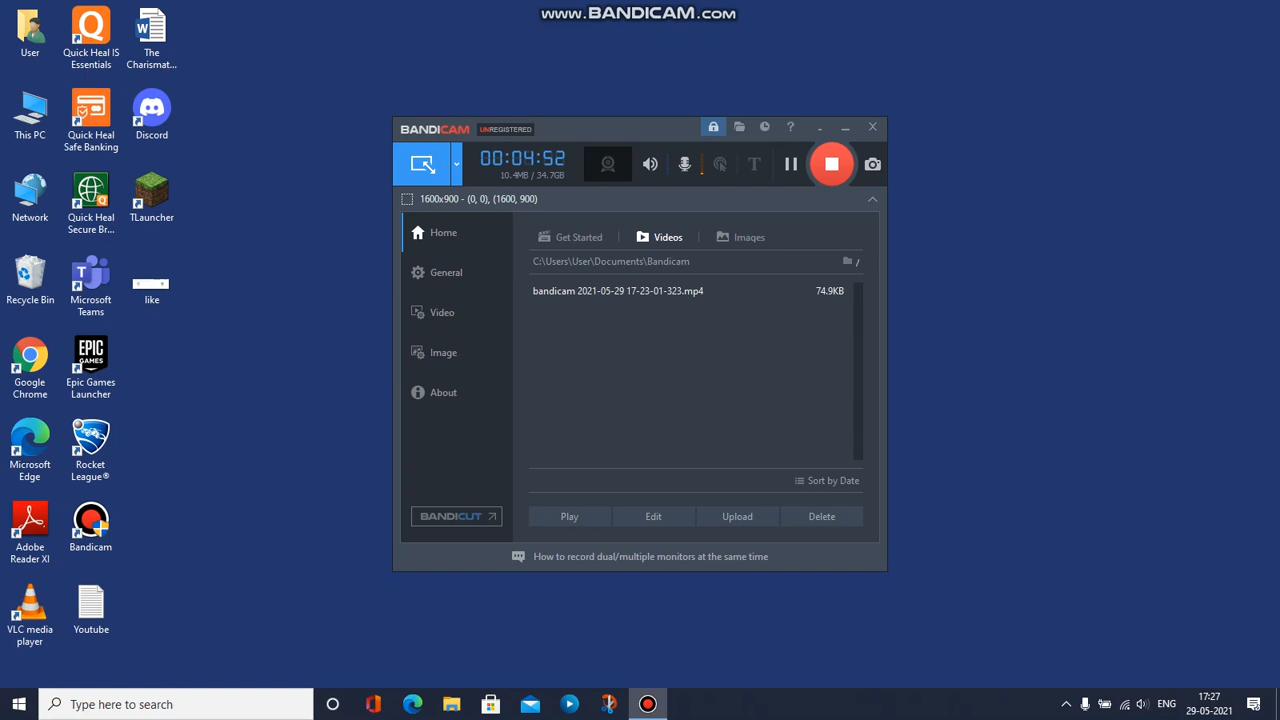 www.BANDICAM.com
User
Quick Heal IS
Essentials
The
Charismat...
This PC
Quick Heal
Safe Banking
Discord
Network
Quick Heal
Secure Br...
TLauncher
Recycle Bin
Microsoft
Teams
like
Google
Chrome
EPIC
GAMES
Epic Games
Launcher
Microsoft
Edge
Rocket
League®
Adobe
Reader XI
Bandicam
VLC media
player
Youtube
BANDICAM UNREGISTERED
00:04:52
10.4MB / 34.7GB
1600x900 - (0, 0), (1600, 900)
Home
General
Video
Image
About
BANDICUT
Get Started
Videos
Images
C:\Users\User\Documents\Bandicam
/
bandicam 2021-05-29 17-23-01-323.mp4
74.9KB
Sort by Date
Play
Edit
Upload
Delete
How to record dual/multiple monitors at the same time
Type here to search
ENG
17:27
29-05-2021